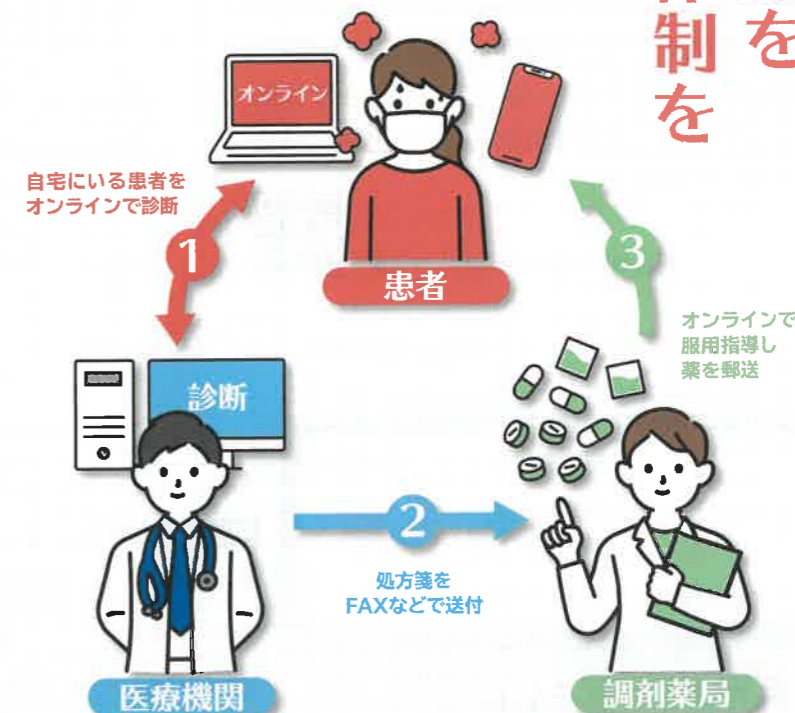 を
制を
オンライン
自宅にいる患者を
オンラインで診断
1
患者
3
オンラインで
服用指導し
薬を郵送
診断
2
処方箋を
FAXなどで送付
医療機関
調剤薬局